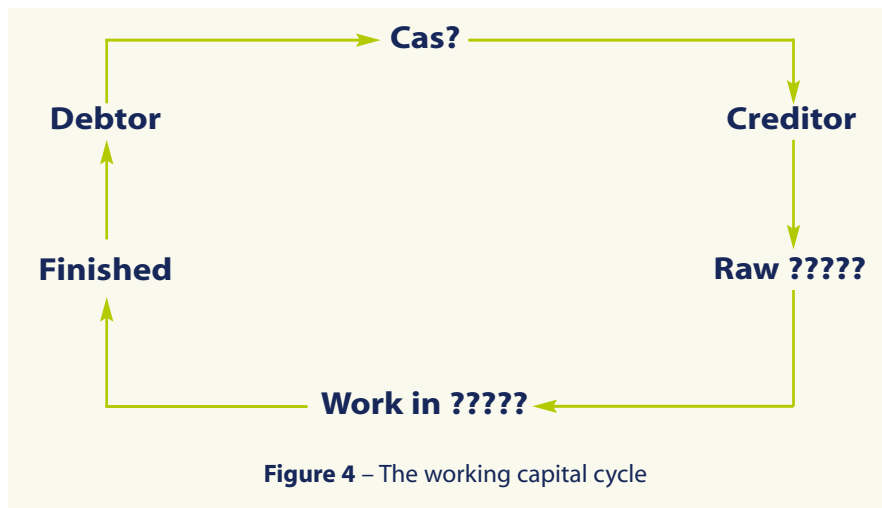 Cas?
Debtor
Creditor
Finished
Raw ?????
Work in ?????
Figure 4 – The working capital cycle